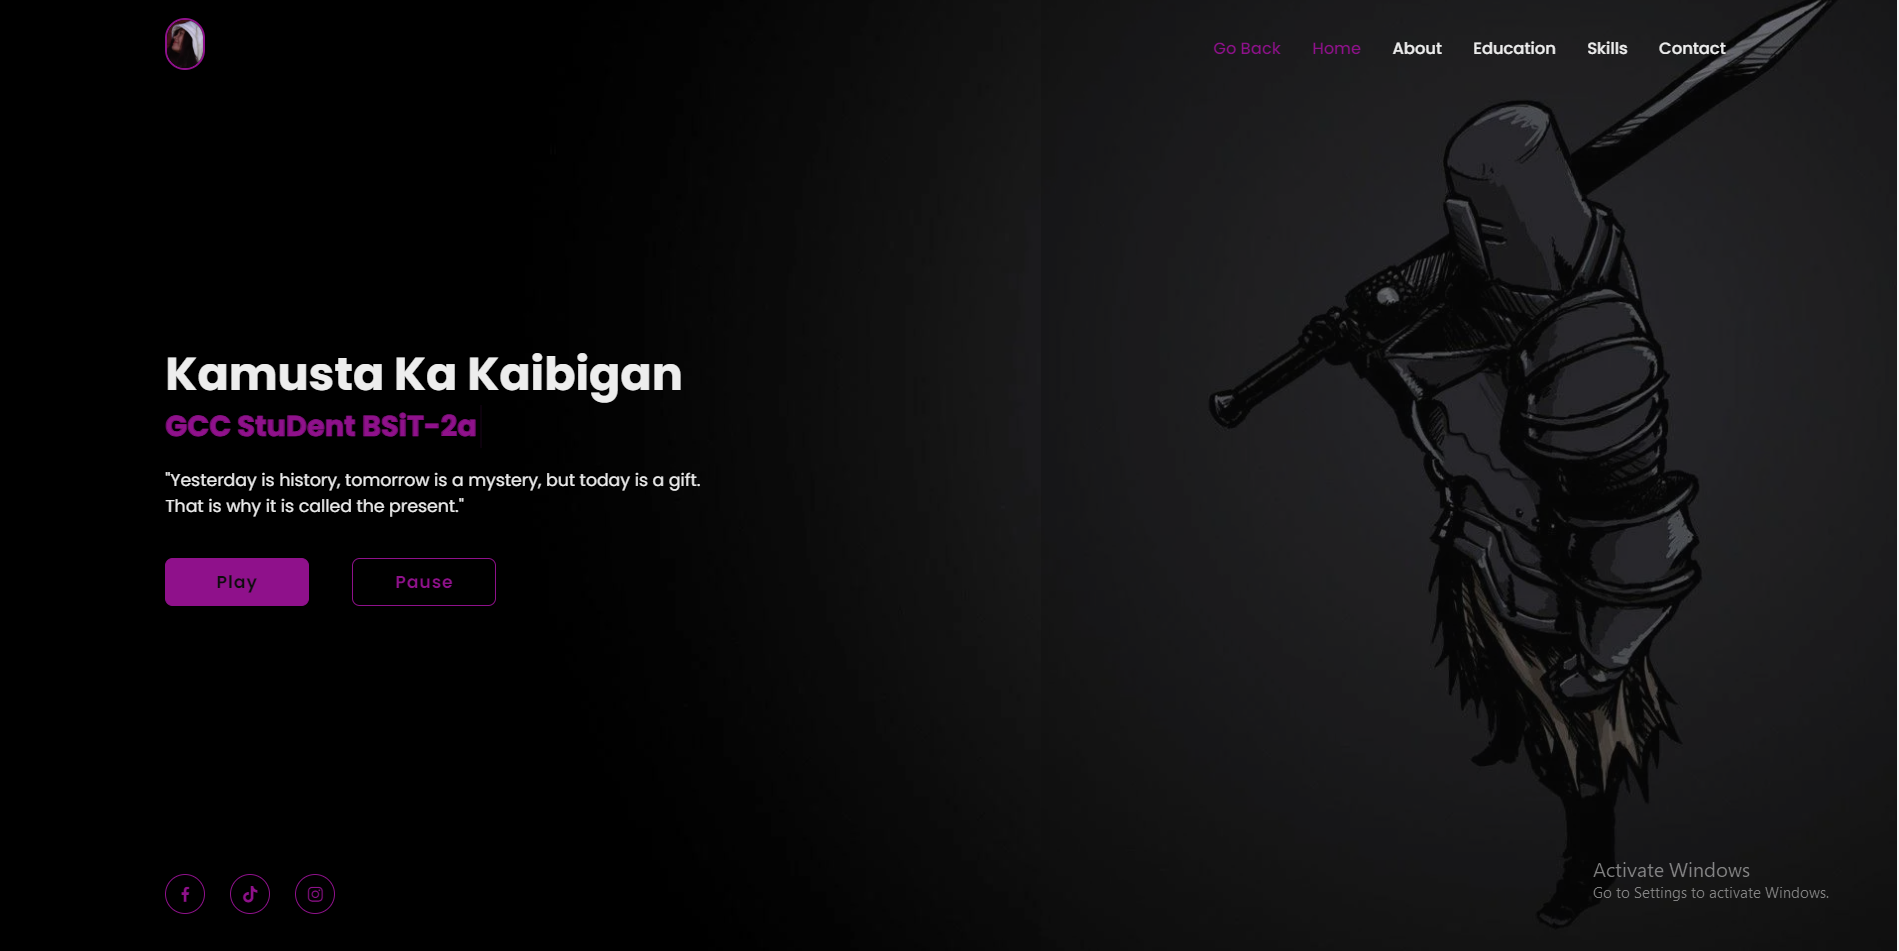 Go Back Home About Education Skills Contact
Kamusta Ka Kaibigan
GCC StuDent BSiT-2a
"Yesterday is history, tomorrow is a mystery, but today is a gift.
That is why it is called the present."
Play Pause
Activate Windows
Go to Settings to activate Windows.